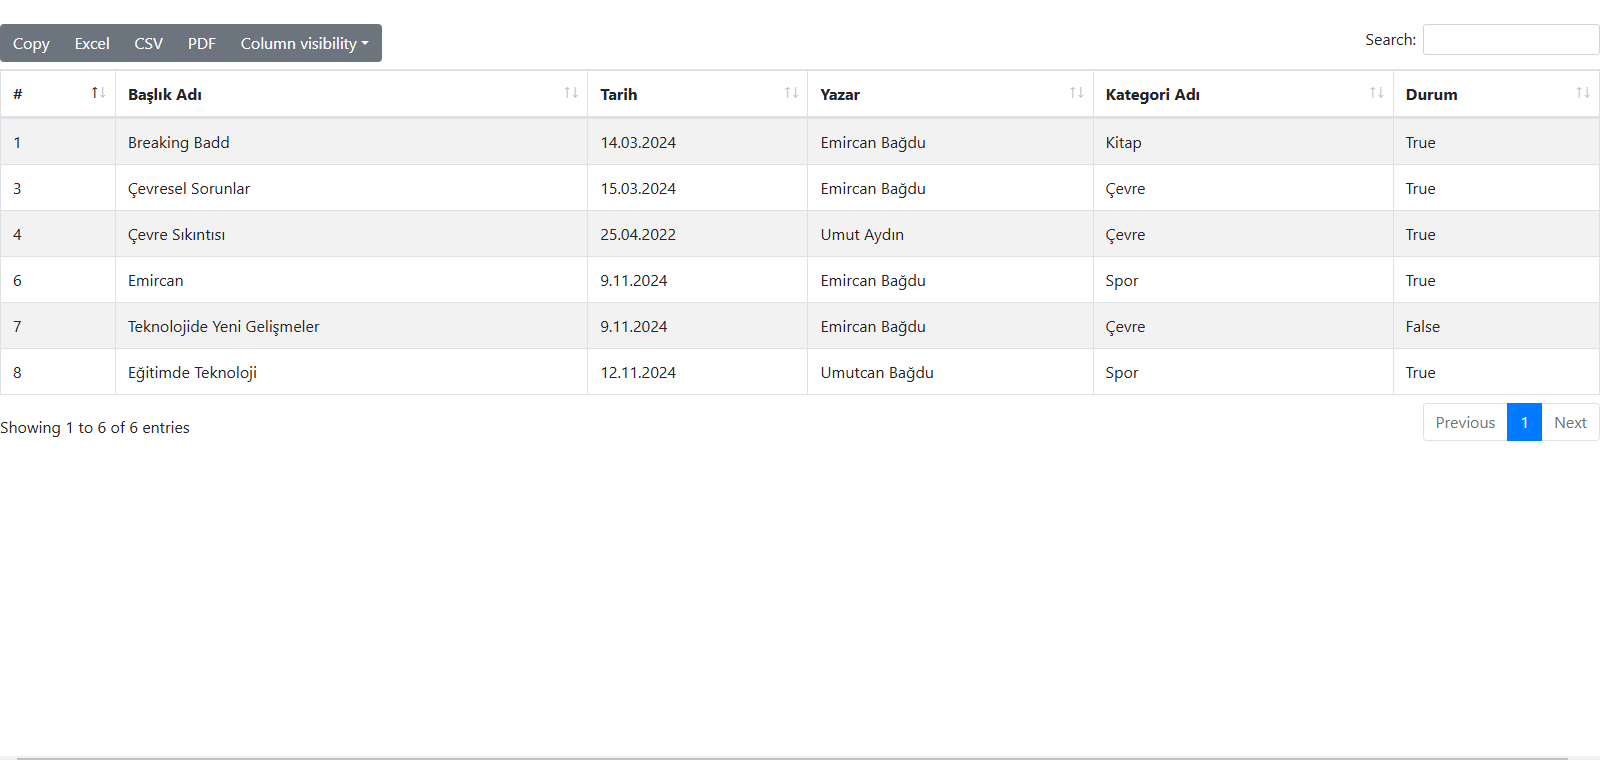 Copy Excel CSV PDF Column visibility Search:
# Başlık Adı Tarih Yazar Kategori Adı Durum
1 Breaking Badd 14.03.2024 Emircan Bağdu Kitap True
3 Çevresel Sorunlar 15.03.2024 Emircan Bağdu Çevre True
4 Çevre Sıkıntısı 25.04.2022 Umut Aydın Çevre True
6 Emircan 9.11.2024 Emircan Bağdu Spor True
7 Teknolojide Yeni Gelişmeler 9.11.2024 Emircan Bağdu Çevre False
8 Eğitimde Teknoloji 12.11.2024 Umutcan Bağdu Spor True
Showing 1 to 6 of 6 entries Previous 1 Next